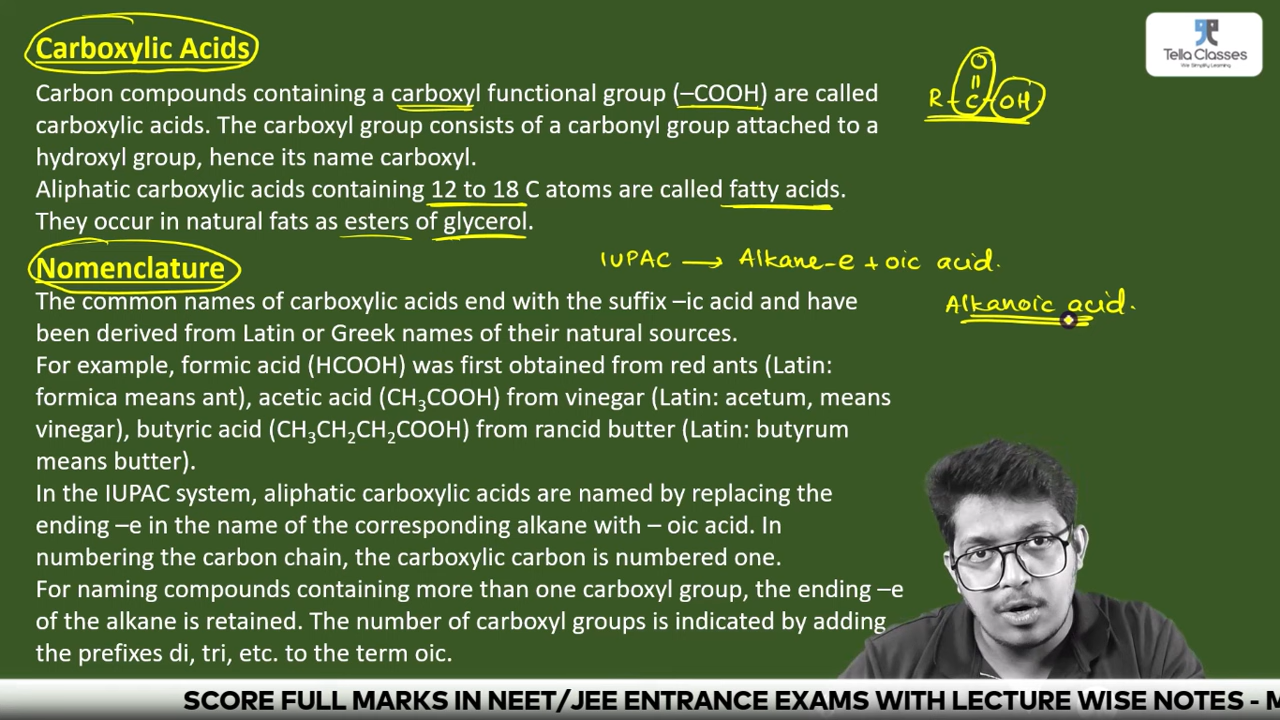 Carboxylic Acids
Tella Classes
We Simplify Learning
Carbon compounds containing a carboxyl functional group (–COOH) are called
carboxylic acids. The carboxyl group consists of a carbonyl group attached to a
hydroxyl group, hence its name carboxyl.
O
R–C–OH
Aliphatic carboxylic acids containing 12 to 18 C atoms are called fatty acids.
They occur in natural fats as esters of glycerol.
IUPAC → Alkane–e + oic acid.
Nomenclature
Alkanoic acid.
The common names of carboxylic acids end with the suffix –ic acid and have
been derived from Latin or Greek names of their natural sources.
For example, formic acid (HCOOH) was first obtained from red ants (Latin:
formica means ant), acetic acid (CH₃COOH) from vinegar (Latin: acetum, means
vinegar), butyric acid (CH₃CH₂CH₂COOH) from rancid butter (Latin: butyrum
means butter).
In the IUPAC system, aliphatic carboxylic acids are named by replacing the
ending –e in the name of the corresponding alkane with – oic acid. In
numbering the carbon chain, the carboxylic carbon is numbered one.
For naming compounds containing more than one carboxyl group, the ending –e
of the alkane is retained. The number of carboxyl groups is indicated by adding
the prefixes di, tri, etc. to the term oic.
SCORE FULL MARKS IN NEET/JEE ENTRANCE EXAMS WITH LECTURE WISE NOTES - M